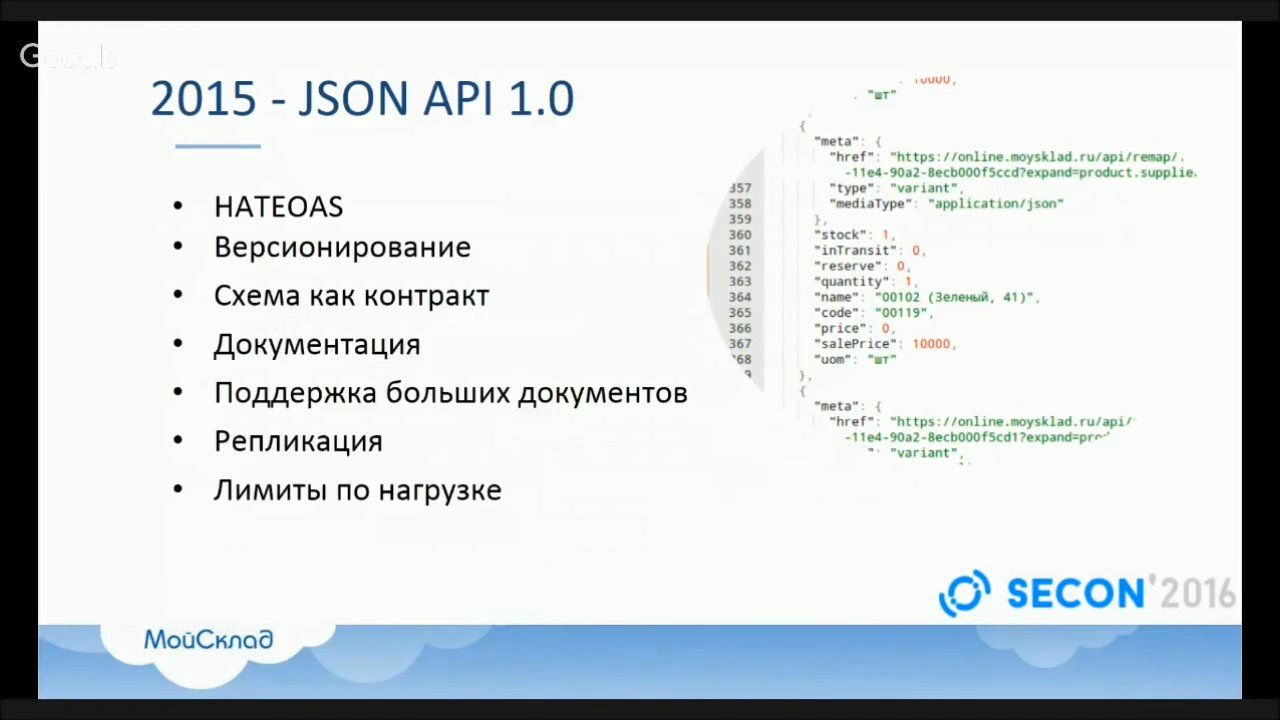 Google
2015 - JSON API 1.0
• HATEOAS
• Версионирование
• Схема как контракт
• Документация
• Поддержка больших документов
• Репликация
• Лимиты по нагрузке
10000,
"шт"
{
"meta": {
"href": "https://online.moysklad.ru/api/remap/.
-11e4-90a2-8ecb000f5ccd?expand=product.supplie.
357 "type": "variant",
358 "mediaType": "application/json"
359 },
360 "stock": 1,
361 "inTransit": 0,
362 "reserve": 0,
363 "quantity": 1,
364 "name": "00102 (Зеленый, 41)",
365 "code": "00119",
366 "price": 0,
367 "salePrice": 10000,
68 "uom": "шт"
},
{
"meta": {
"href": "https://online.moysklad.ru/api/
-11e4-90a2-8ecb000f5cd1?expand=pro
": "variant",
SECON'2016
МойСклад